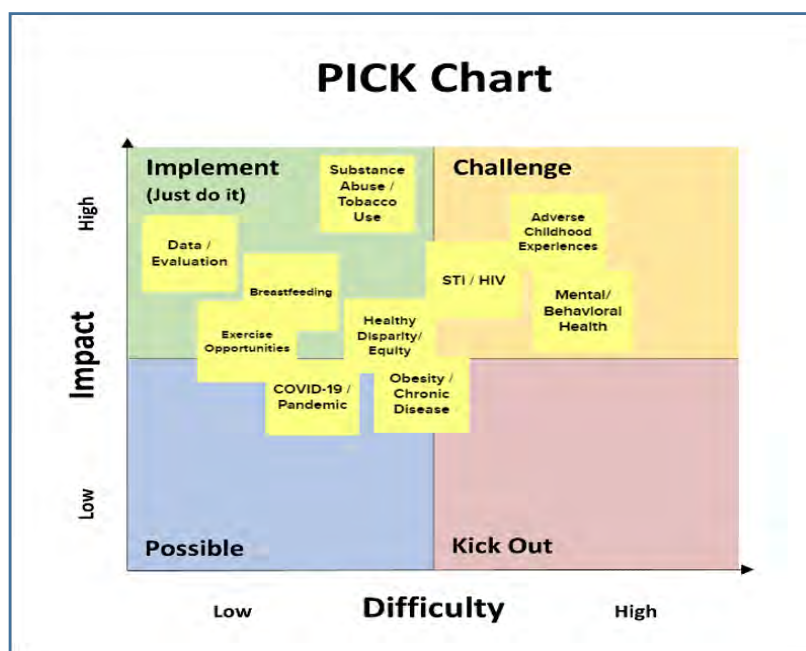 PICK Chart
Implement
(Just do it)
Substance
Abuse /
Tobacco
Use
Challenge
High
Data /
Evaluation
Adverse
Childhood
Experiences
Breastfeeding
STI / HIV
Mental/
Behavioral
Health
Exercise
Opportunities
Healthy
Disparity/
Equity
Impact
COVID-19 /
Pandemic
Obesity /
Chronic
Disease
Low
Possible
Kick Out
Low
Difficulty
High